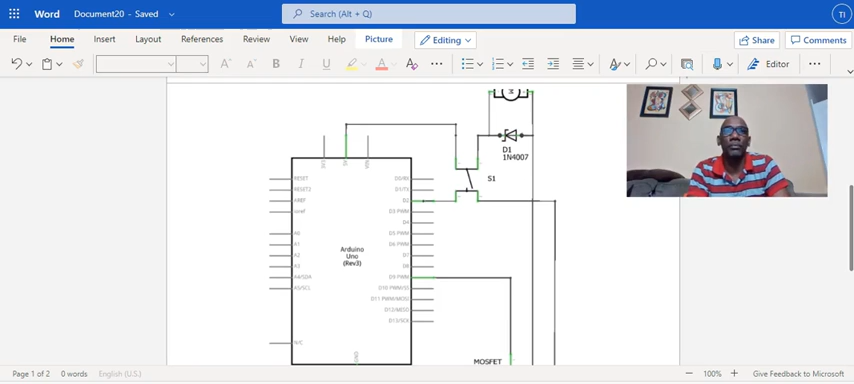 Word Document20 - Saved Search (Alt + Q) TI
File Home Insert Layout References Review View Help Picture Editing Share Comments
B I U A Editor
D1
1N4007
S1
RESET D0/RX
RESET2 D1/TX
AREF D2
ioref D3 PWM
D4
A0 D5 PWM
A1 D6 PWM
A2 D7
A3 D8
A4/SDA D9 PWM
A5/SCL D10 PWM/SS
D11 PWM/MOSI
D12/MISO
D13/SCK
N/C
GND
Arduino
Uno
(Rev3)
MOSFET
Page 1 of 2 0 words English (U.S.) 100% Give Feedback to Microsoft